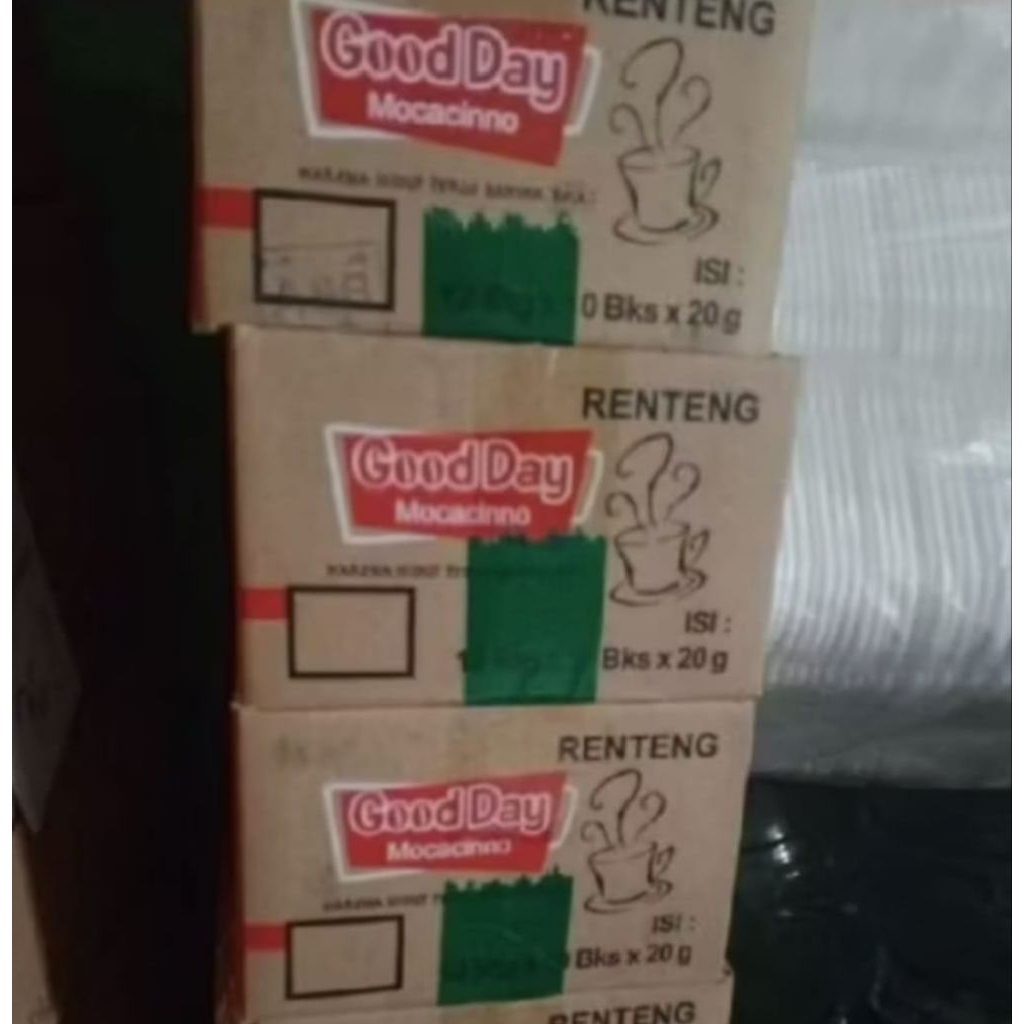 RENTENG
Good Day
Mocacinno
ISI :
0 Bks x 20 g
RENTENG
Good Day
Mocacinno
ISI :
Bks x 20 g
RENTENG
Good Day
Mocacinno
ISI :
Bks x 20 g
RENTENG